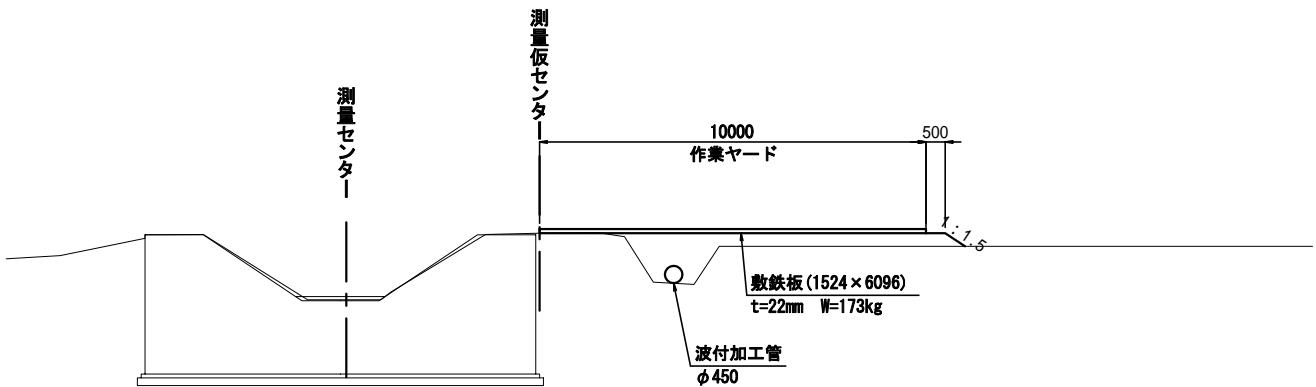 測量センター
測量仮センター
10000
作業ヤード
500
1:1.5
敷鉄板(1524×6096)
t=22mm W=173kg
波付加工管
φ450